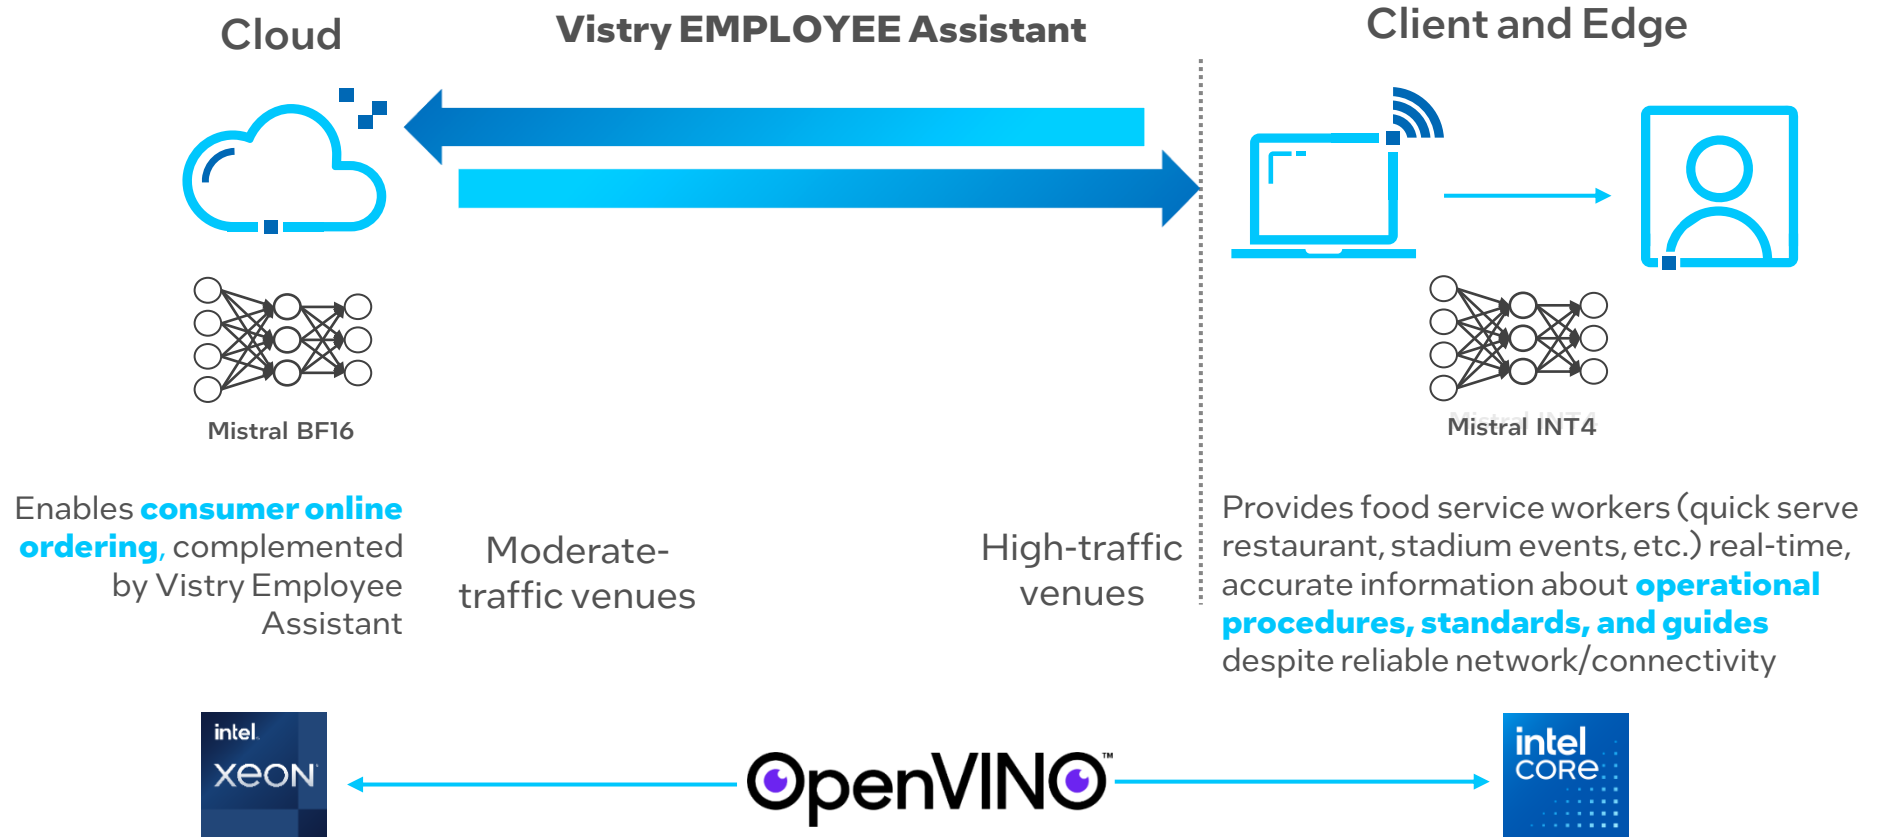 Cloud
Vistry EMPLOYEE Assistant
Client and Edge
Mistral BF16
Mistral INT4
Enables consumer online
ordering, complemented
by Vistry Employee
Assistant
Moderate-
traffic venues
High-traffic
venues
Provides food service workers (quick serve
restaurant, stadium events, etc.) real-time,
accurate information about operational
procedures, standards, and guides
despite reliable network/connectivity
intel.
xeon
OpenVINO™
intel
CORe